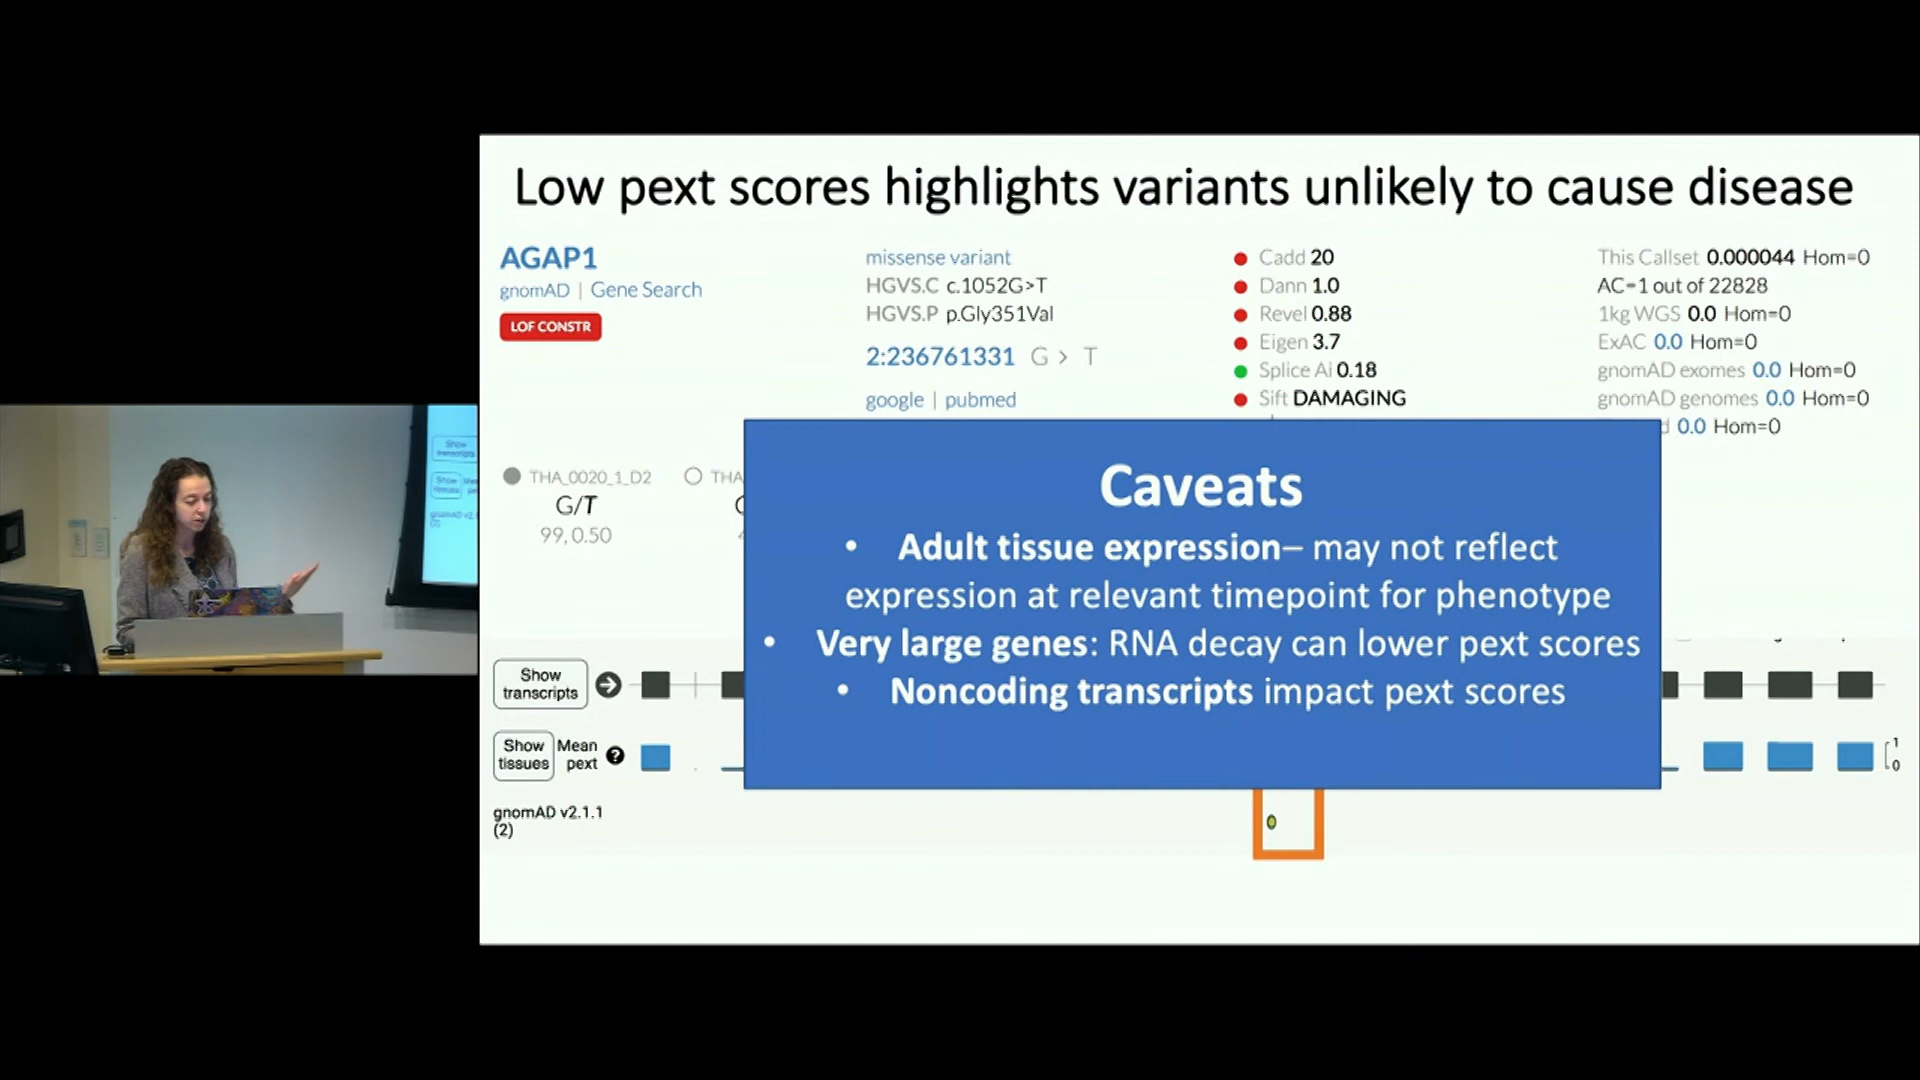 Low pext scores highlights variants unlikely to cause disease
AGAP1
gnomAD | Gene Search
LOF CONSTR
missense variant
HGVS.C c.1052G>T
HGVS.P p.Gly351Val
2:236761331 G > T
google | pubmed
Cadd 20
Dann 1.0
Revel 0.88
Eigen 3.7
Splice Ai 0.18
Sift DAMAGING
This Callset 0.000044 Hom=0
AC=1 out of 22828
1kg WGS 0.0 Hom=0
ExAC 0.0 Hom=0
gnomAD exomes 0.0 Hom=0
gnomAD genomes 0.0 Hom=0
0.0 Hom=0
THA_0020_1_D2
THA
G/T
99, 0.50
Caveats
• Adult tissue expression– may not reflect
expression at relevant timepoint for phenotype
• Very large genes: RNA decay can lower pext scores
• Noncoding transcripts impact pext scores
Show
transcripts
Show
tissues
Mean
pext
?
1
0
gnomAD v2.1.1
(2)
Show
transcripts
Show
tissues